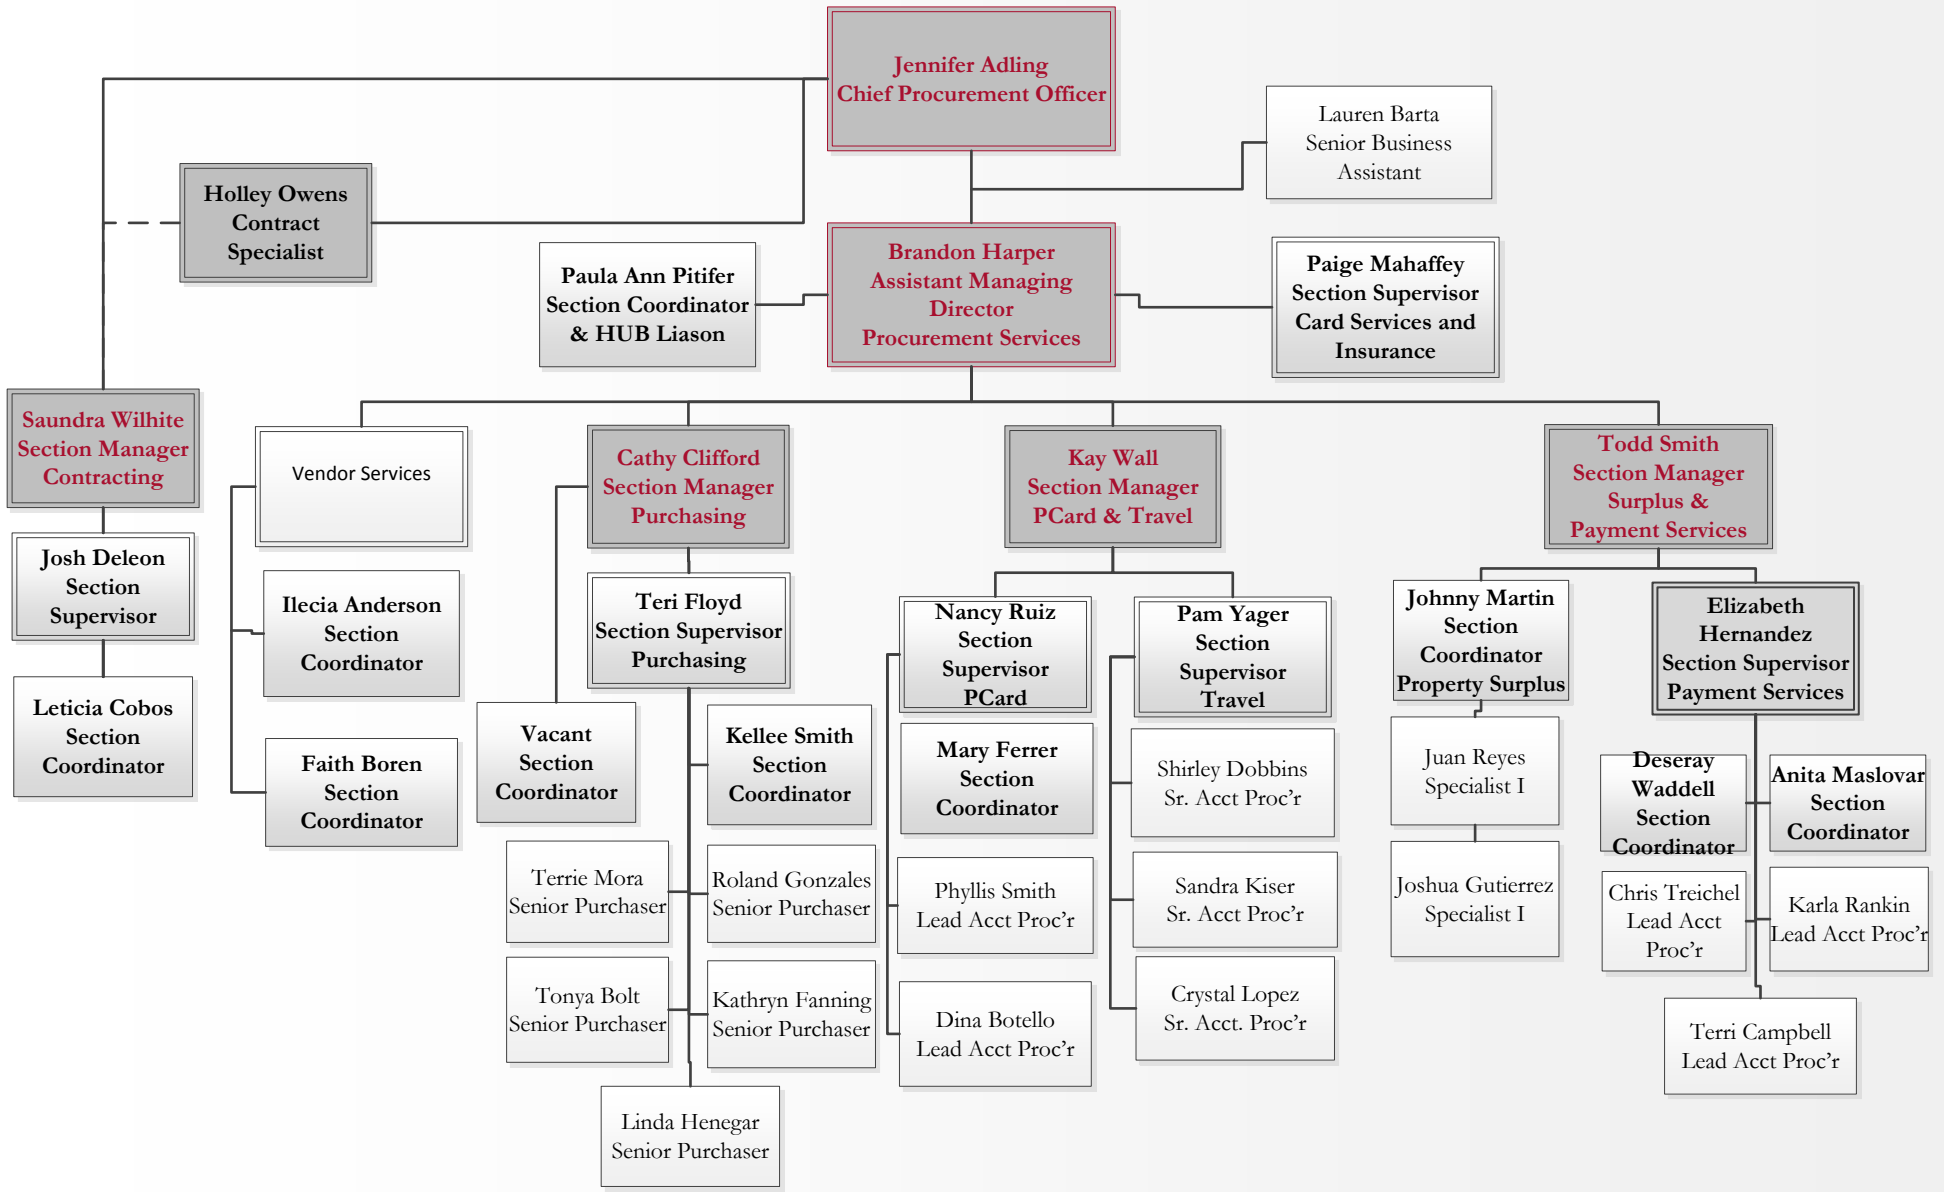 Jennifer Adling
Chief Procurement Officer
Lauren Barta
Senior Business
Assistant
Holley Owens
Contract
Specialist
Paula Ann Pitifer
Section Coordinator
& HUB Liason
Brandon Harper
Assistant Managing
Director
Procurement Services
Paige Mahaffey
Section Supervisor
Card Services and
Insurance
Saundra Wilhite
Section Manager
Contracting
Vendor Services
Cathy Clifford
Section Manager
Purchasing
Kay Wall
Section Manager
PCard & Travel
Todd Smith
Section Manager
Surplus &
Payment Services
Josh Deleon
Section
Supervisor
Leticia Cobos
Section
Coordinator
Ilecia Anderson
Section
Coordinator
Faith Boren
Section
Coordinator
Teri Floyd
Section Supervisor
Purchasing
Vacant
Section
Coordinator
Kellee Smith
Section
Coordinator
Terrie Mora
Senior Purchaser
Roland Gonzales
Senior Purchaser
Tonya Bolt
Senior Purchaser
Kathryn Fanning
Senior Purchaser
Linda Henegar
Senior Purchaser
Nancy Ruiz
Section
Supervisor
PCard
Mary Ferrer
Section
Coordinator
Phyllis Smith
Lead Acct Proc'r
Dina Botello
Lead Acct Proc'r
Pam Yager
Section
Supervisor
Travel
Shirley Dobbins
Sr. Acct Proc'r
Sandra Kiser
Sr. Acct Proc'r
Crystal Lopez
Sr. Acct. Proc'r
Johnny Martin
Section
Coordinator
Property Surplus
Juan Reyes
Specialist I
Joshua Gutierrez
Specialist I
Elizabeth
Hernandez
Section Supervisor
Payment Services
Deseray
Waddell
Section
Coordinator
Anita Maslovar
Section
Coordinator
Chris Treichel
Lead Acct
Proc'r
Karla Rankin
Lead Acct Proc'r
Terri Campbell
Lead Acct Proc'r